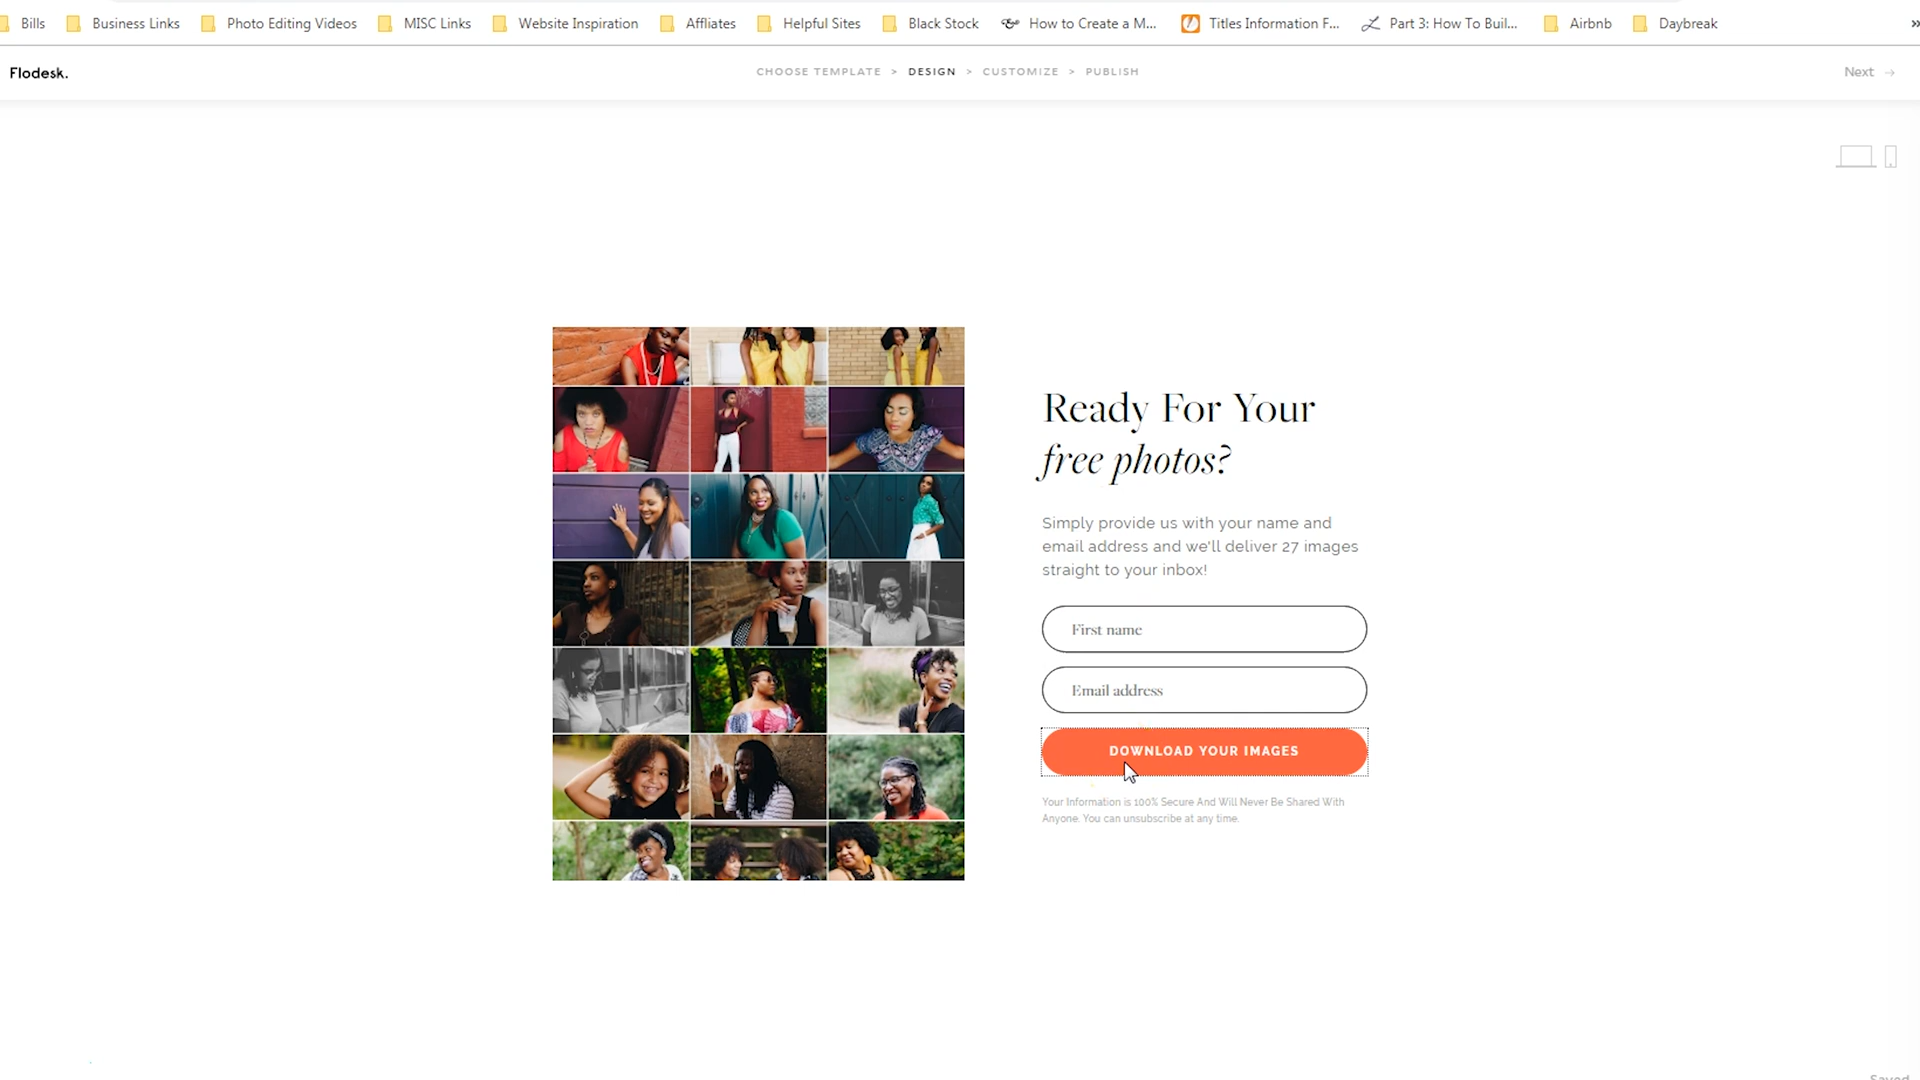 Bills Business Links Photo Editing Videos MISC Links Website Inspiration Affliates Helpful Sites Black Stock How to Create a M... Titles Information F... Part 3: How To Buil... Airbnb Daybreak »
Flodesk. CHOOSE TEMPLATE > DESIGN > CUSTOMIZE > PUBLISH Next →
Ready For Your
free photos?
Simply provide us with your name and
email address and we'll deliver 27 images
straight to your inbox!
First name
Email address
DOWNLOAD YOUR IMAGES
Your Information is 100% Secure And Will Never Be Shared With
Anyone. You can unsubscribe at any time.
Saved